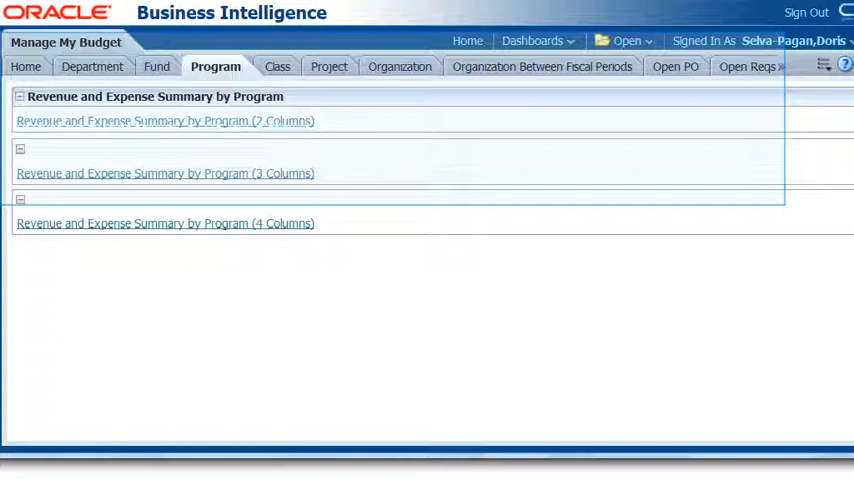 ORACLE Business Intelligence Sign Out
Manage My Budget Home Dashboards Open Signed In As Selva-Pagan,Doris
Home Department Fund Program Class Project Organization Organization Between Fiscal Periods Open PO Open Reqs »
Revenue and Expense Summary by Program
Revenue and Expense Summary by Program (2 Columns)
Revenue and Expense Summary by Program (3 Columns)
Revenue and Expense Summary by Program (4 Columns)